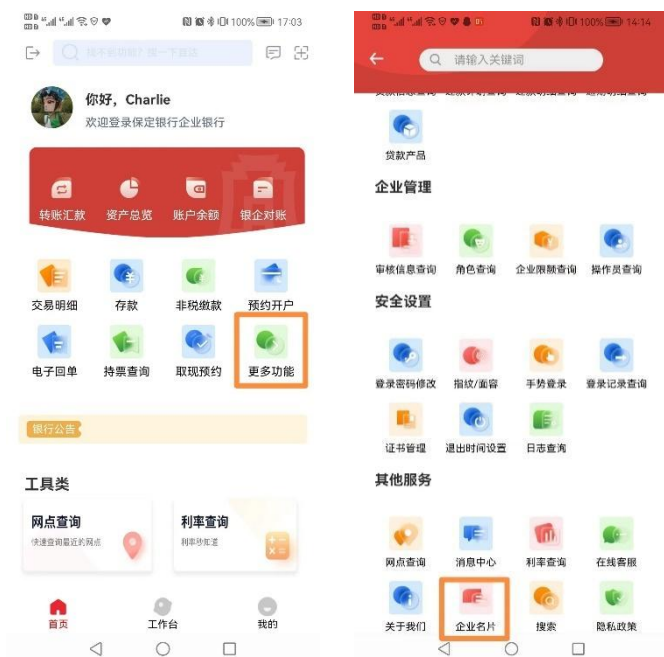 100% 17:03
你好，Charlie
欢迎登录保定银行企业银行
转账汇款 资产总览 账户余额 银企对账
交易明细 存款 非税缴款 预约开户
电子回单 持票查询 取现预约 更多功能
银行公告
工具类
网点查询 利率查询
快速查询最近的网点 利率秒知道
首页 工作台 我的
100% 14:14
请输入关键词
贷款产品
企业管理
审核信息查询 角色查询 企业限额查询 操作员查询
安全设置
登录密码修改 指纹/面容 手势登录 登录记录查询
证书管理 退出时间设置 日志查询
其他服务
网点查询 消息中心 利率查询 在线客服
关于我们 企业名片 搜索 隐私政策